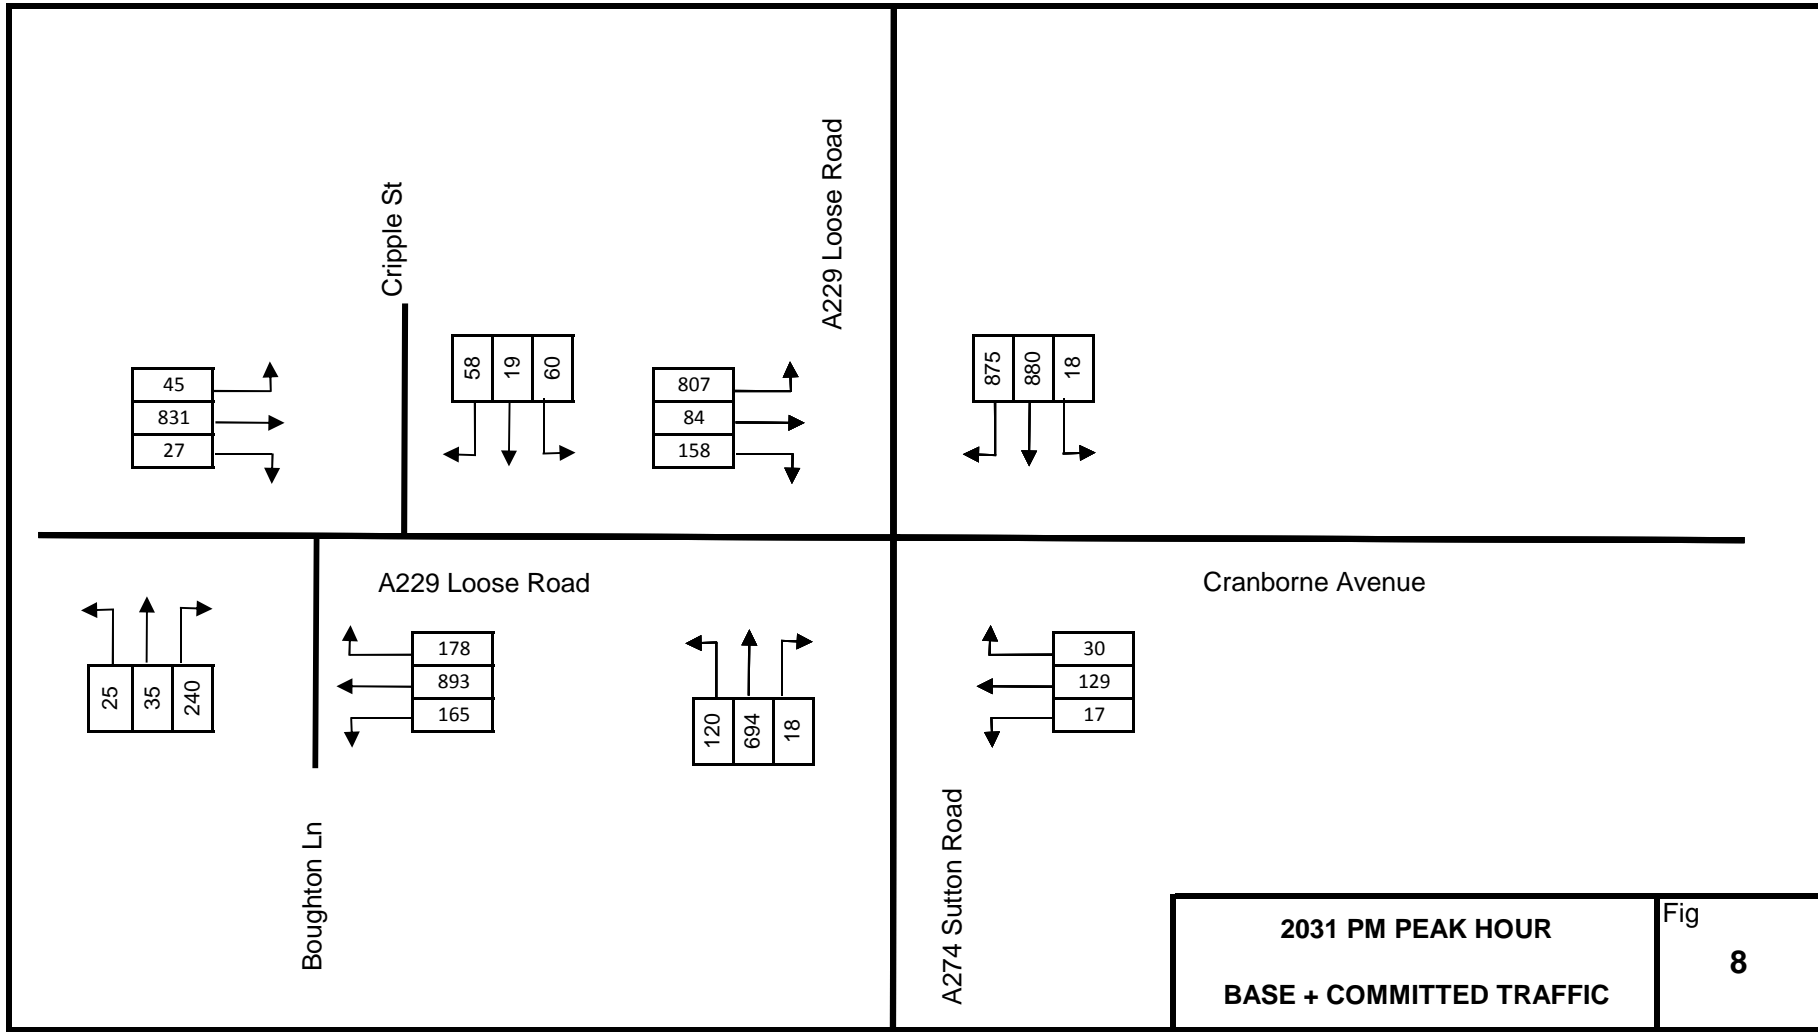 Cripple St
A229 Loose Road
45
831
27
58
19
60
807
84
158
875
880
18
A229 Loose Road
Cranborne Avenue
25
35
240
178
893
165
120
694
18
30
129
17
Boughton Ln
A274 Sutton Road
2031 PM PEAK HOUR
BASE + COMMITTED TRAFFIC
Fig
8